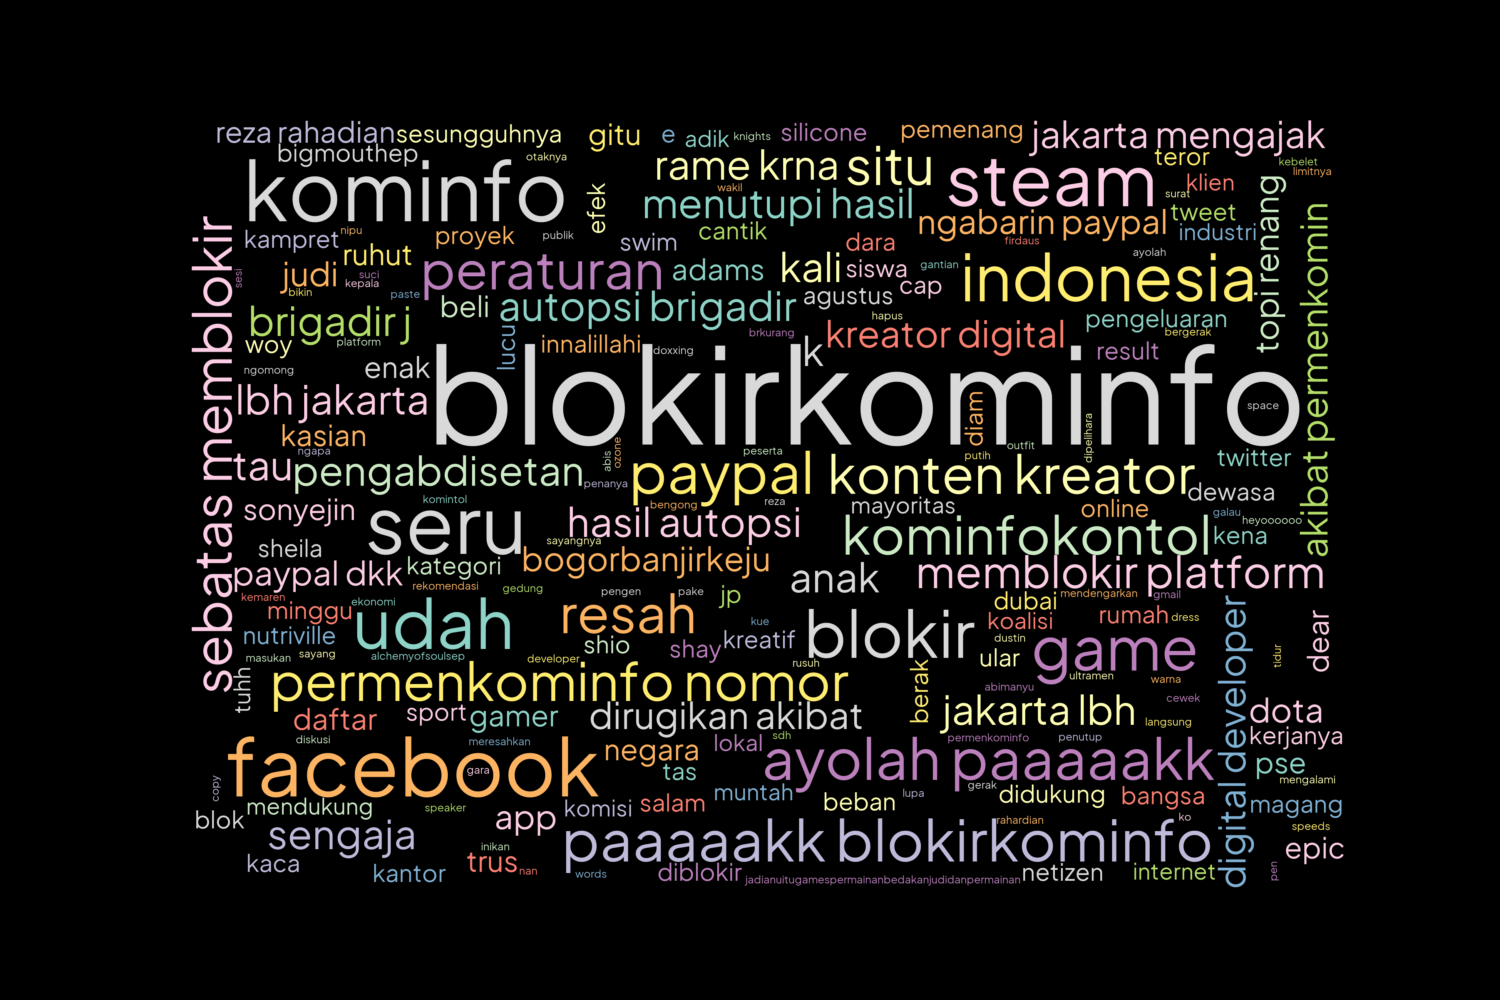 reza rahadian
sesungguhnya
gitu
e
adik
knights
silicone
pemenang
jakarta mengajak
bigmouthep
otaknya
kominfo
rame krna
situ
steam
teror
kebelet
limitnya
wakil
klien
surat
efek
menutupi hasil
tweet
topi renang
kampret
nipu
ruhut
proyek
publik
swim
cantik
dara
ngabarin paypal
firdaus
industri
ayolah
sebatas memblokir
sesi
judi
bikin
suci
kepala
paste
peraturan
adams
kali
siswa
cap
gantian
indonesia
akibat permenkomin
brigadir j
beli
autopsi brigadir
agustus
hapus
pengeluaran
bergerak
woy
platform
lucu
innalillahi
doxxing
brkurang
k
kreator digital
result
ngomong
enak
lbh jakarta
blokirkominfo
space
diam
dipelihara
kasian
ngapa
abis
ozone
peserta
putih
outfit
twitter
tau
pengabdisetan
penanya
paypal
konten kreator
dewasa
komintol
bengong
reza
mayoritas
online
galau
heyoooooo
sonyejin
seru
hasil autopsi
kominfokontol
kena
sheila
sayangnya
paypal dkk
kategori
bogorbanjirkeju
anak
memblokir platform
rekomendasi
kemaren
ekonomi
gedung
pengen
pake
jp
dubai
mendengarkan
gmail
minggu
udah
resah
kue
blokir
koalisi
rumah
dress
dear
nutriville
shio
shay
kreatif
dustin
game
digital developer
masukan
sayang
alchemyofsoulsep
developer
rusuh
ular
ultramen
tidur
warna
tuhh
permenkominfo nomor
berak
abimanyu
cewek
daftar
sport
gamer
dirugikan akibat
jakarta lbh
langsung
dota
diskusi
meresahkan
negara
lokal
sdh
permenkominfo
penutup
kerjanya
facebook
gara
tas
ayolah paaaaakk
pse
mengalami
copy
muntah
lupa
gerak
didukung
bangsa
magang
mendukung
speaker
app
komisi
salam
beban
rahardian
ko
blok
sengaja
paaaaakk blokirkominfo
speeds
kaca
inikan
epic
kantor
trus
nan
words
diblokir
jadianuitugamespermainanbedakanjudidanpermainan
netizen
internet
pen